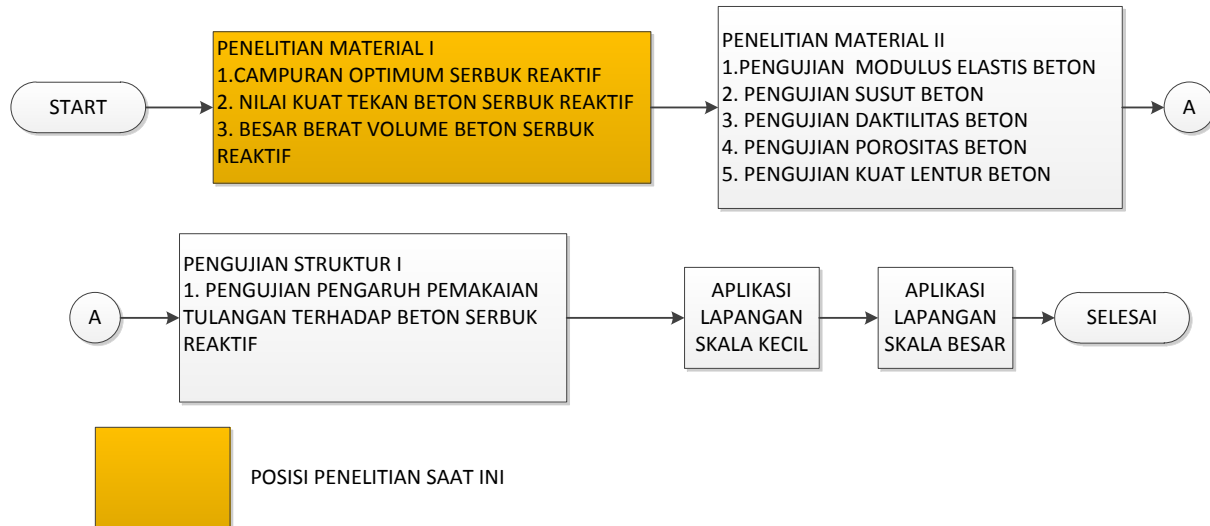 START
PENELITIAN MATERIAL I
1.CAMPURAN OPTIMUM SERBUK REAKTIF
2. NILAI KUAT TEKAN BETON SERBUK REAKTIF
3. BESAR BERAT VOLUME BETON SERBUK
REAKTIF
PENELITIAN MATERIAL II
1.PENGUJIAN MODULUS ELASTIS BETON
2. PENGUJIAN SUSUT BETON
3. PENGUJIAN DAKTILITAS BETON
4. PENGUJIAN POROSITAS BETON
5. PENGUJIAN KUAT LENTUR BETON
A
A
PENGUJIAN STRUKTUR I
1. PENGUJIAN PENGARUH PEMAKAIAN
TULANGAN TERHADAP BETON SERBUK
REAKTIF
APLIKASI
LAPANGAN
SKALA KECIL
APLIKASI
LAPANGAN
SKALA BESAR
SELESAI
POSISI PENELITIAN SAAT INI